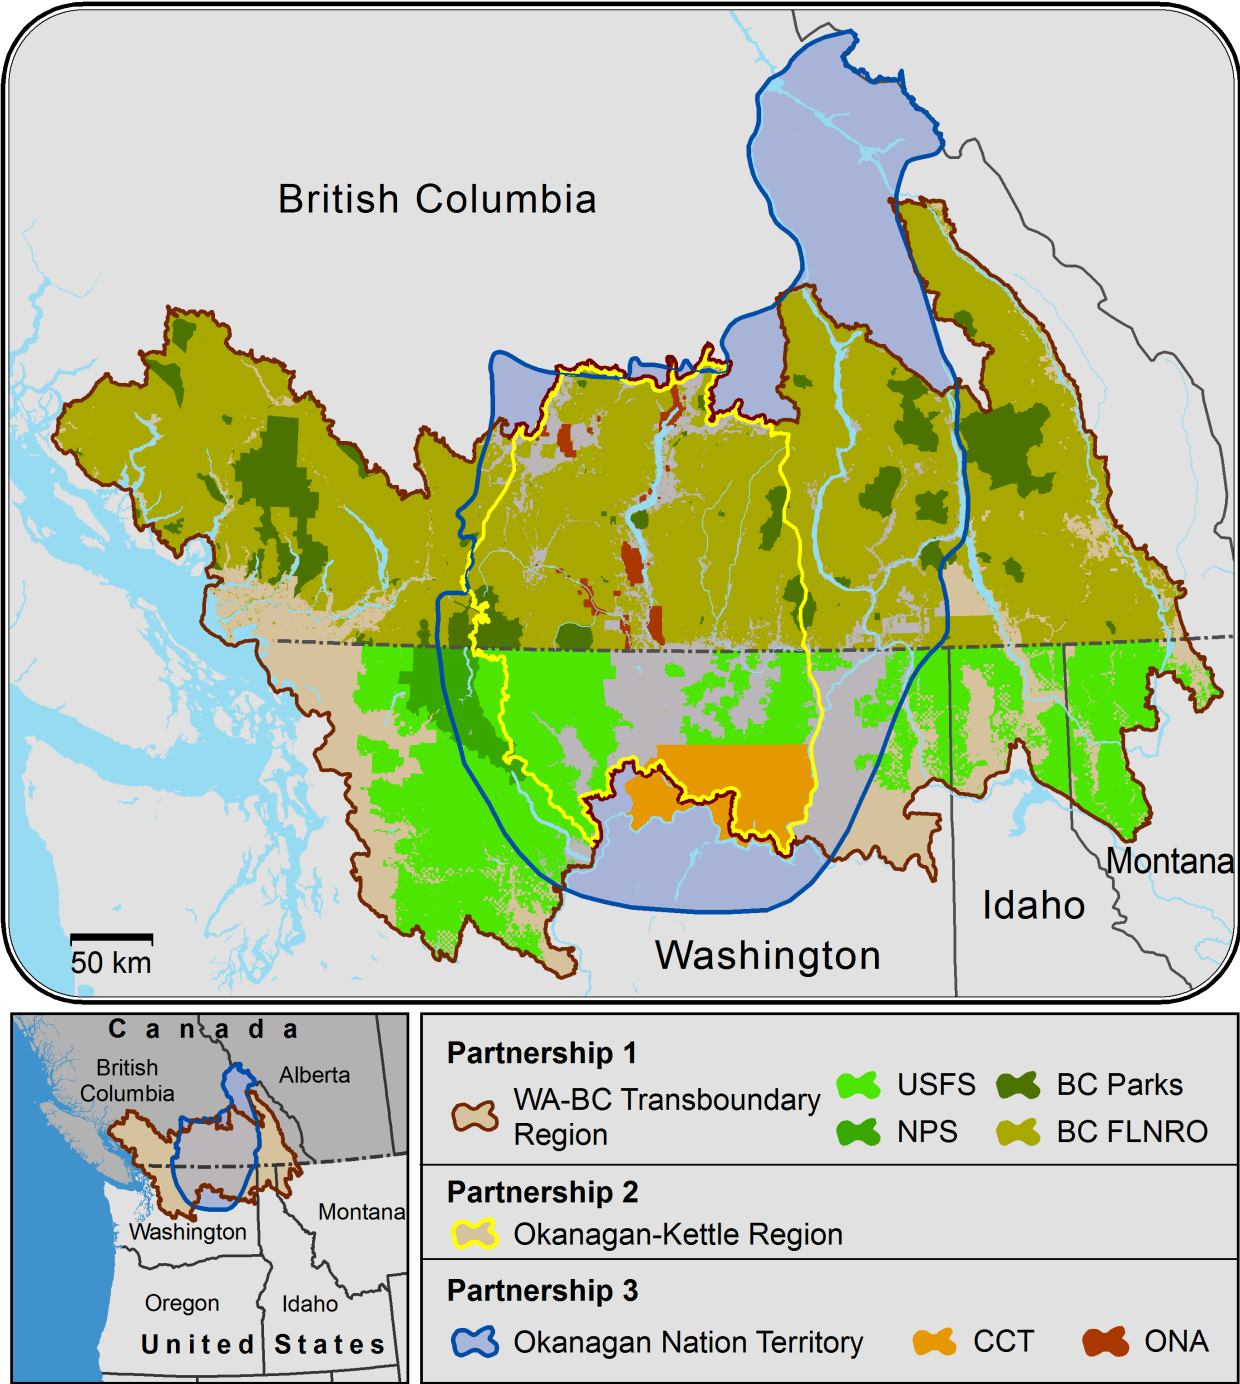 British Columbia
Montana
Idaho
Washington
50 km
Canada
British
Columbia
Alberta
Washington
Montana
Oregon
Idaho
United States
Partnership 1
WA-BC Transboundary
Region
USFS
BC Parks
NPS
BC FLNRO
Partnership 2
Okanagan-Kettle Region
Partnership 3
Okanagan Nation Territory
CCT
ONA